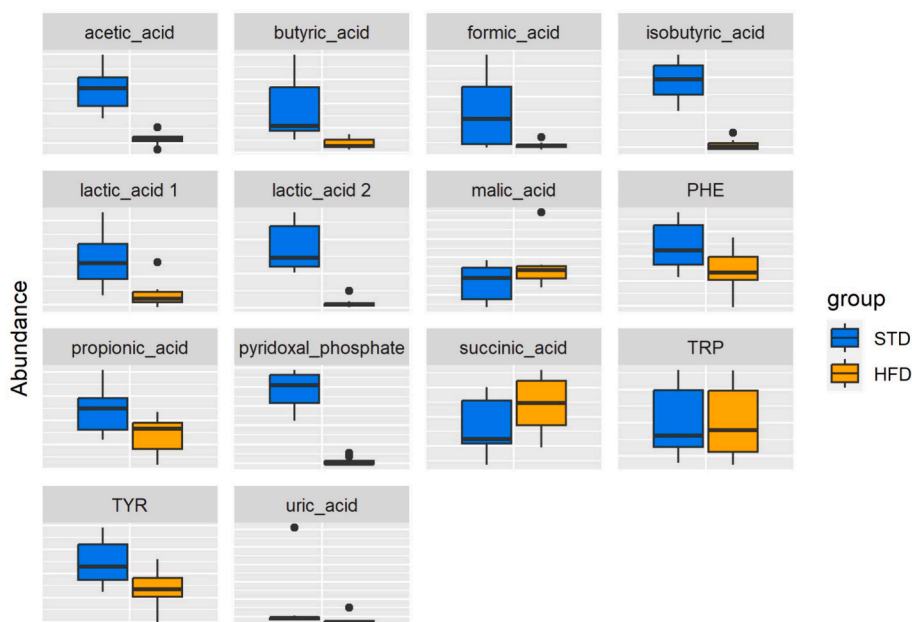 acetic_acid butyric_acid formic_acid isobutyric_acid
lactic_acid 1 lactic_acid 2 malic_acid PHE
propionic_acid pyridoxal_phosphate succinic_acid TRP
TYR uric_acid
Abundance
group
STD
HFD